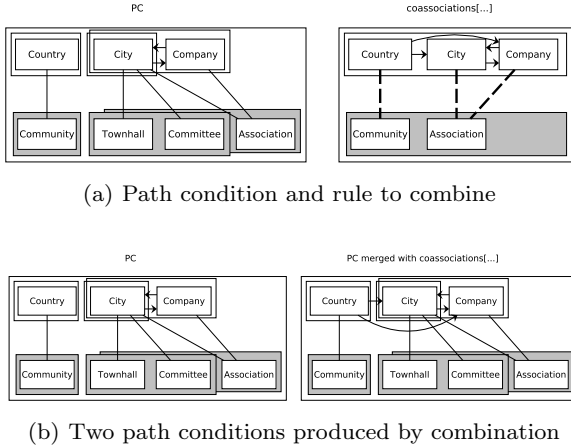 PC
coassociations[...]
Country
City
Company
Country
City
Company
Community
Townhall
Committee
Association
Community
Association
(a) Path condition and rule to combine
PC
PC merged with coassociations[...]
Country
City
Company
Country
City
Company
Community
Townhall
Committee
Association
Community
Townhall
Committee
Association
(b) Two path conditions produced by combination